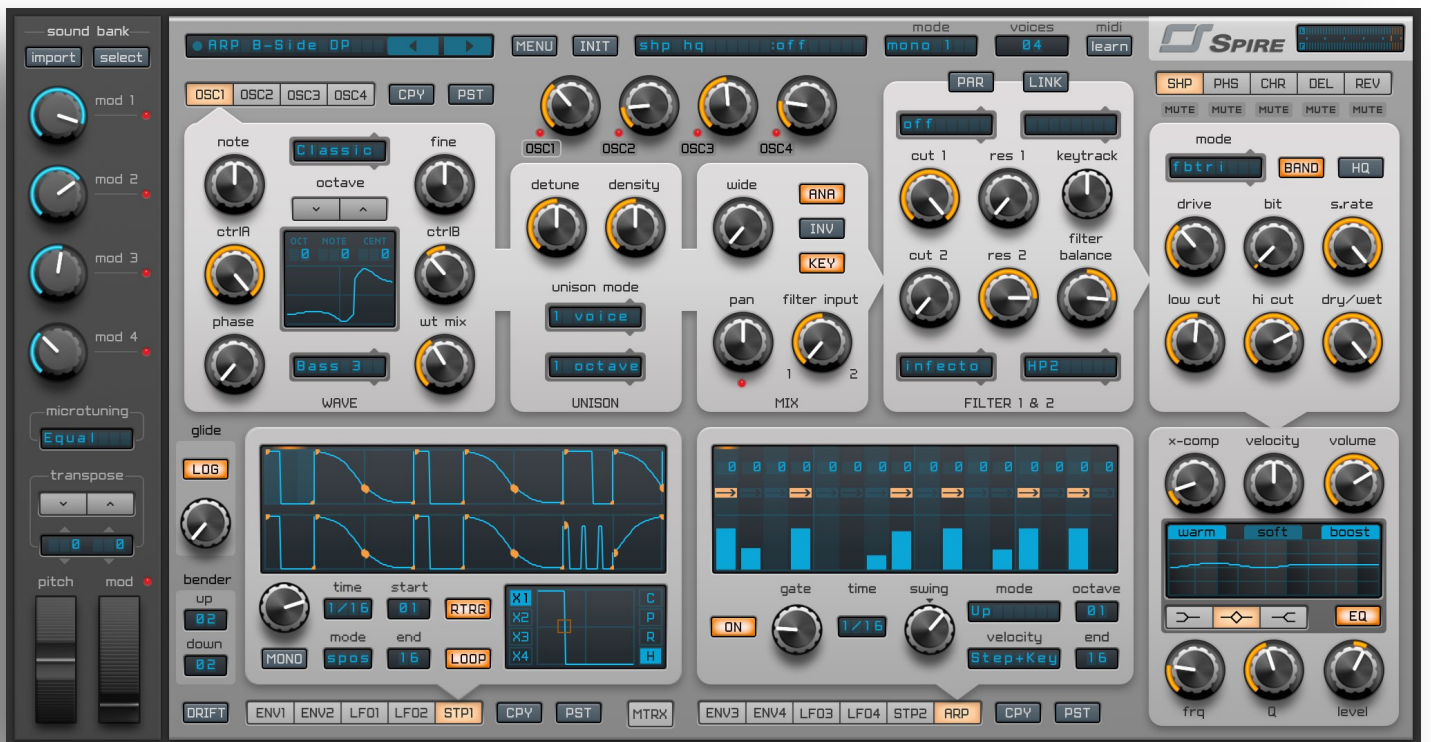 sound bank
import select
mod 1
mod 2
mod 3
mod 4
microtuning
Equal
transpose
0 0
pitch mod
ARP B-Side DP
MENU INIT
shp hq :off
mode
mono 1
voices
04
midi
learn
SPIRE
OSC1 OSC2 OSC3 OSC4 CPY PST
OSC1 OSC2 OSC3 OSC4
note
Classic
fine
octave
ctrlA
OCT NOTE CENT
0 0 0
ctrlB
phase
wt mix
Bass 3
WAVE
detune density
unison mode
1 voice
1 octave
UNISON
wide
ANA
INV
KEY
pan filter input
1 2
MIX
PAR LINK
off
cut 1 res 1 keytrack
cut 2 res 2 filter balance
infecto HP2
FILTER 1 & 2
SHP PHS CHR DEL REV
MUTE MUTE MUTE MUTE MUTE
mode
fbtri BAND HQ
drive bit s.rate
low cut hi cut dry/wet
glide
LOG
bender
up
02
down
02
DRIFT
time start
1/16 01 RTRG
mode end
MONO spos 16 LOOP
X1 C
X2 P
X3 R
X4 H
ENV1 ENV2 LFO1 LFO2 STP1 CPY PST
MTRX
0 0 0 0 0 0 0 0 0 0 0 0 0 0 0 0
gate time swing mode octave
ON 1/16 Up 01
velocity end
Step+Key 16
ENV3 ENV4 LFO3 LFO4 STP2 ARP CPY PST
x-comp velocity volume
warm soft boost
EQ
frq Q level